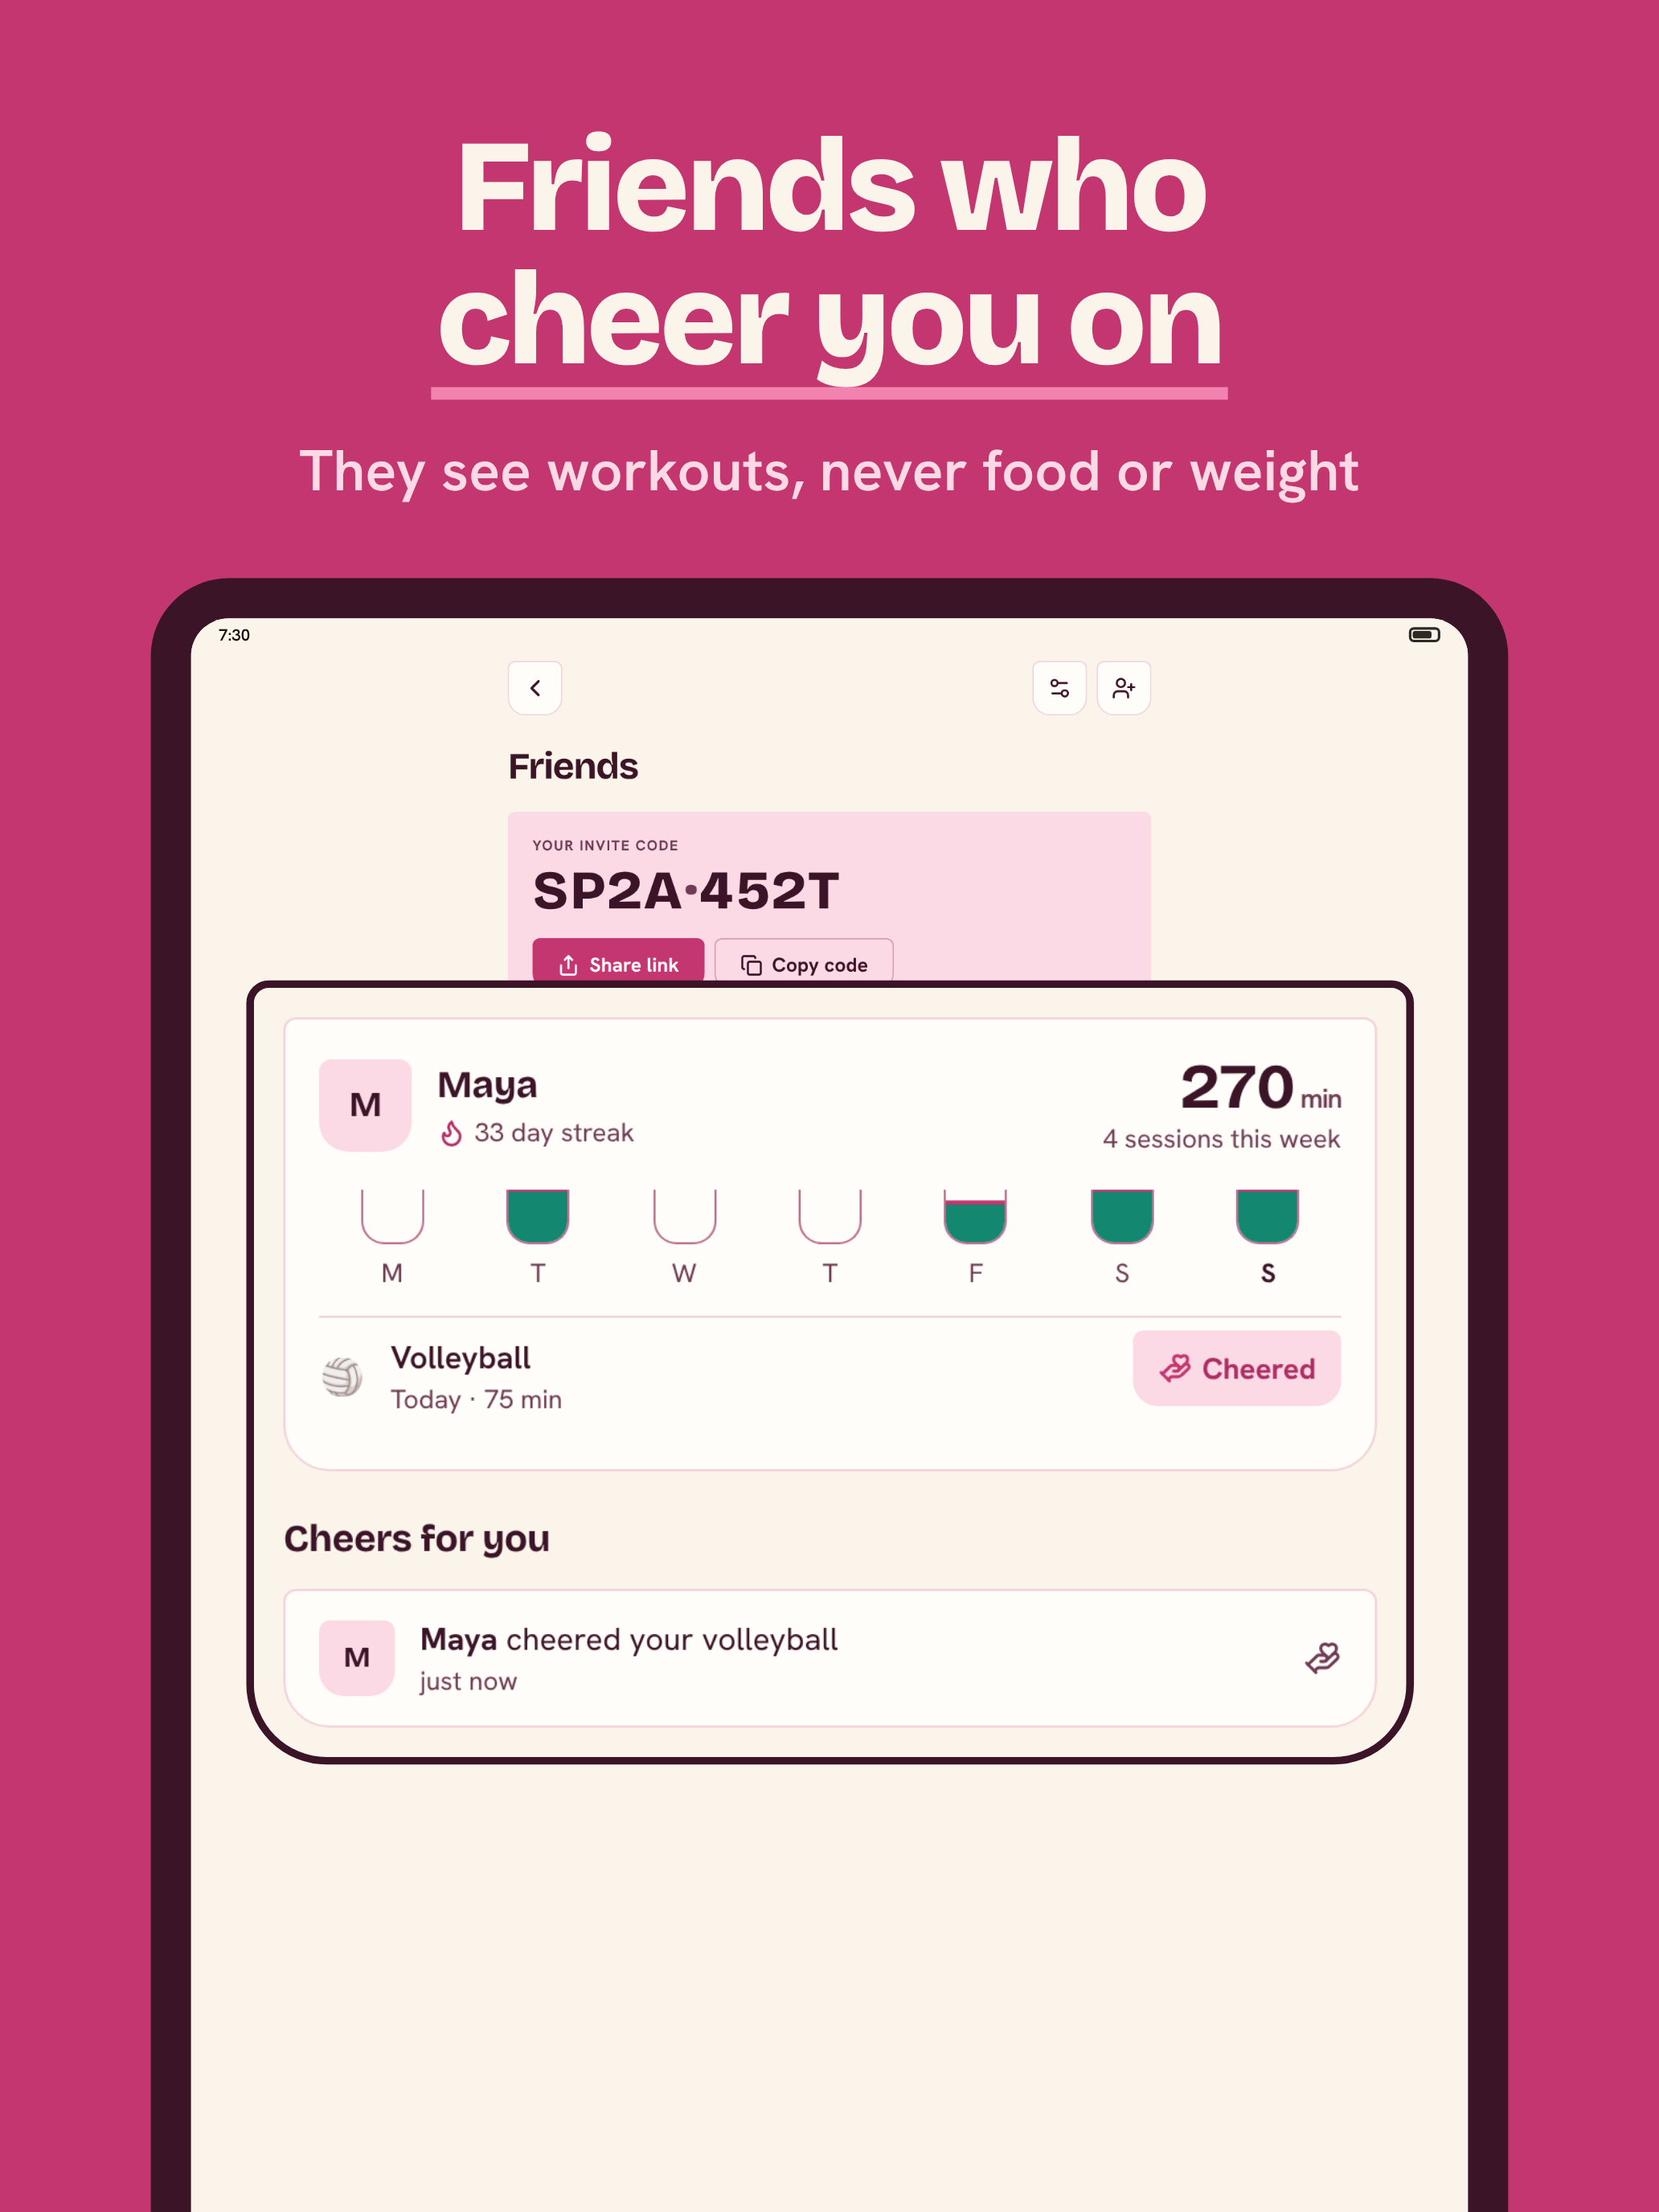 Friends who
cheer you on
They see workouts, never food or weight
7:30
Friends
YOUR INVITE CODE
SP2A•452T
Share link
Copy code
M
Maya
33 day streak
270 min
4 sessions this week
M T W T F S S
Volleyball
Today · 75 min
Cheered
Cheers for you
M
Maya cheered your volleyball
just now